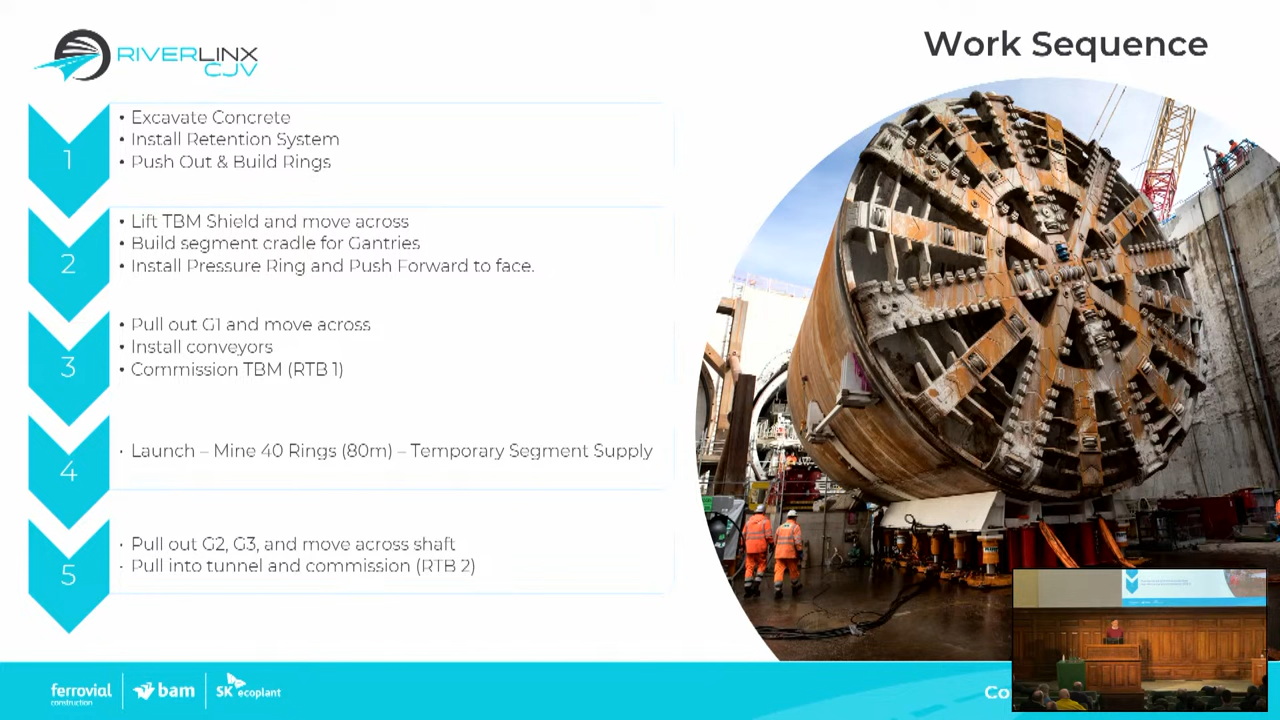 RIVERLINX
CJV
Work Sequence
1
• Excavate Concrete
• Install Retention System
• Push Out & Build Rings
2
• Lift TBM Shield and move across
• Build segment cradle for Gantries
• Install Pressure Ring and Push Forward to face.
3
• Pull out G1 and move across
• Install conveyors
• Commission TBM (RTB 1)
4
• Launch – Mine 40 Rings (80m) – Temporary Segment Supply
5
• Pull out G2, G3, and move across shaft
• Pull into tunnel and commission (RTB 2)
ferrovial
construction
bam
SK ecoplant
Co